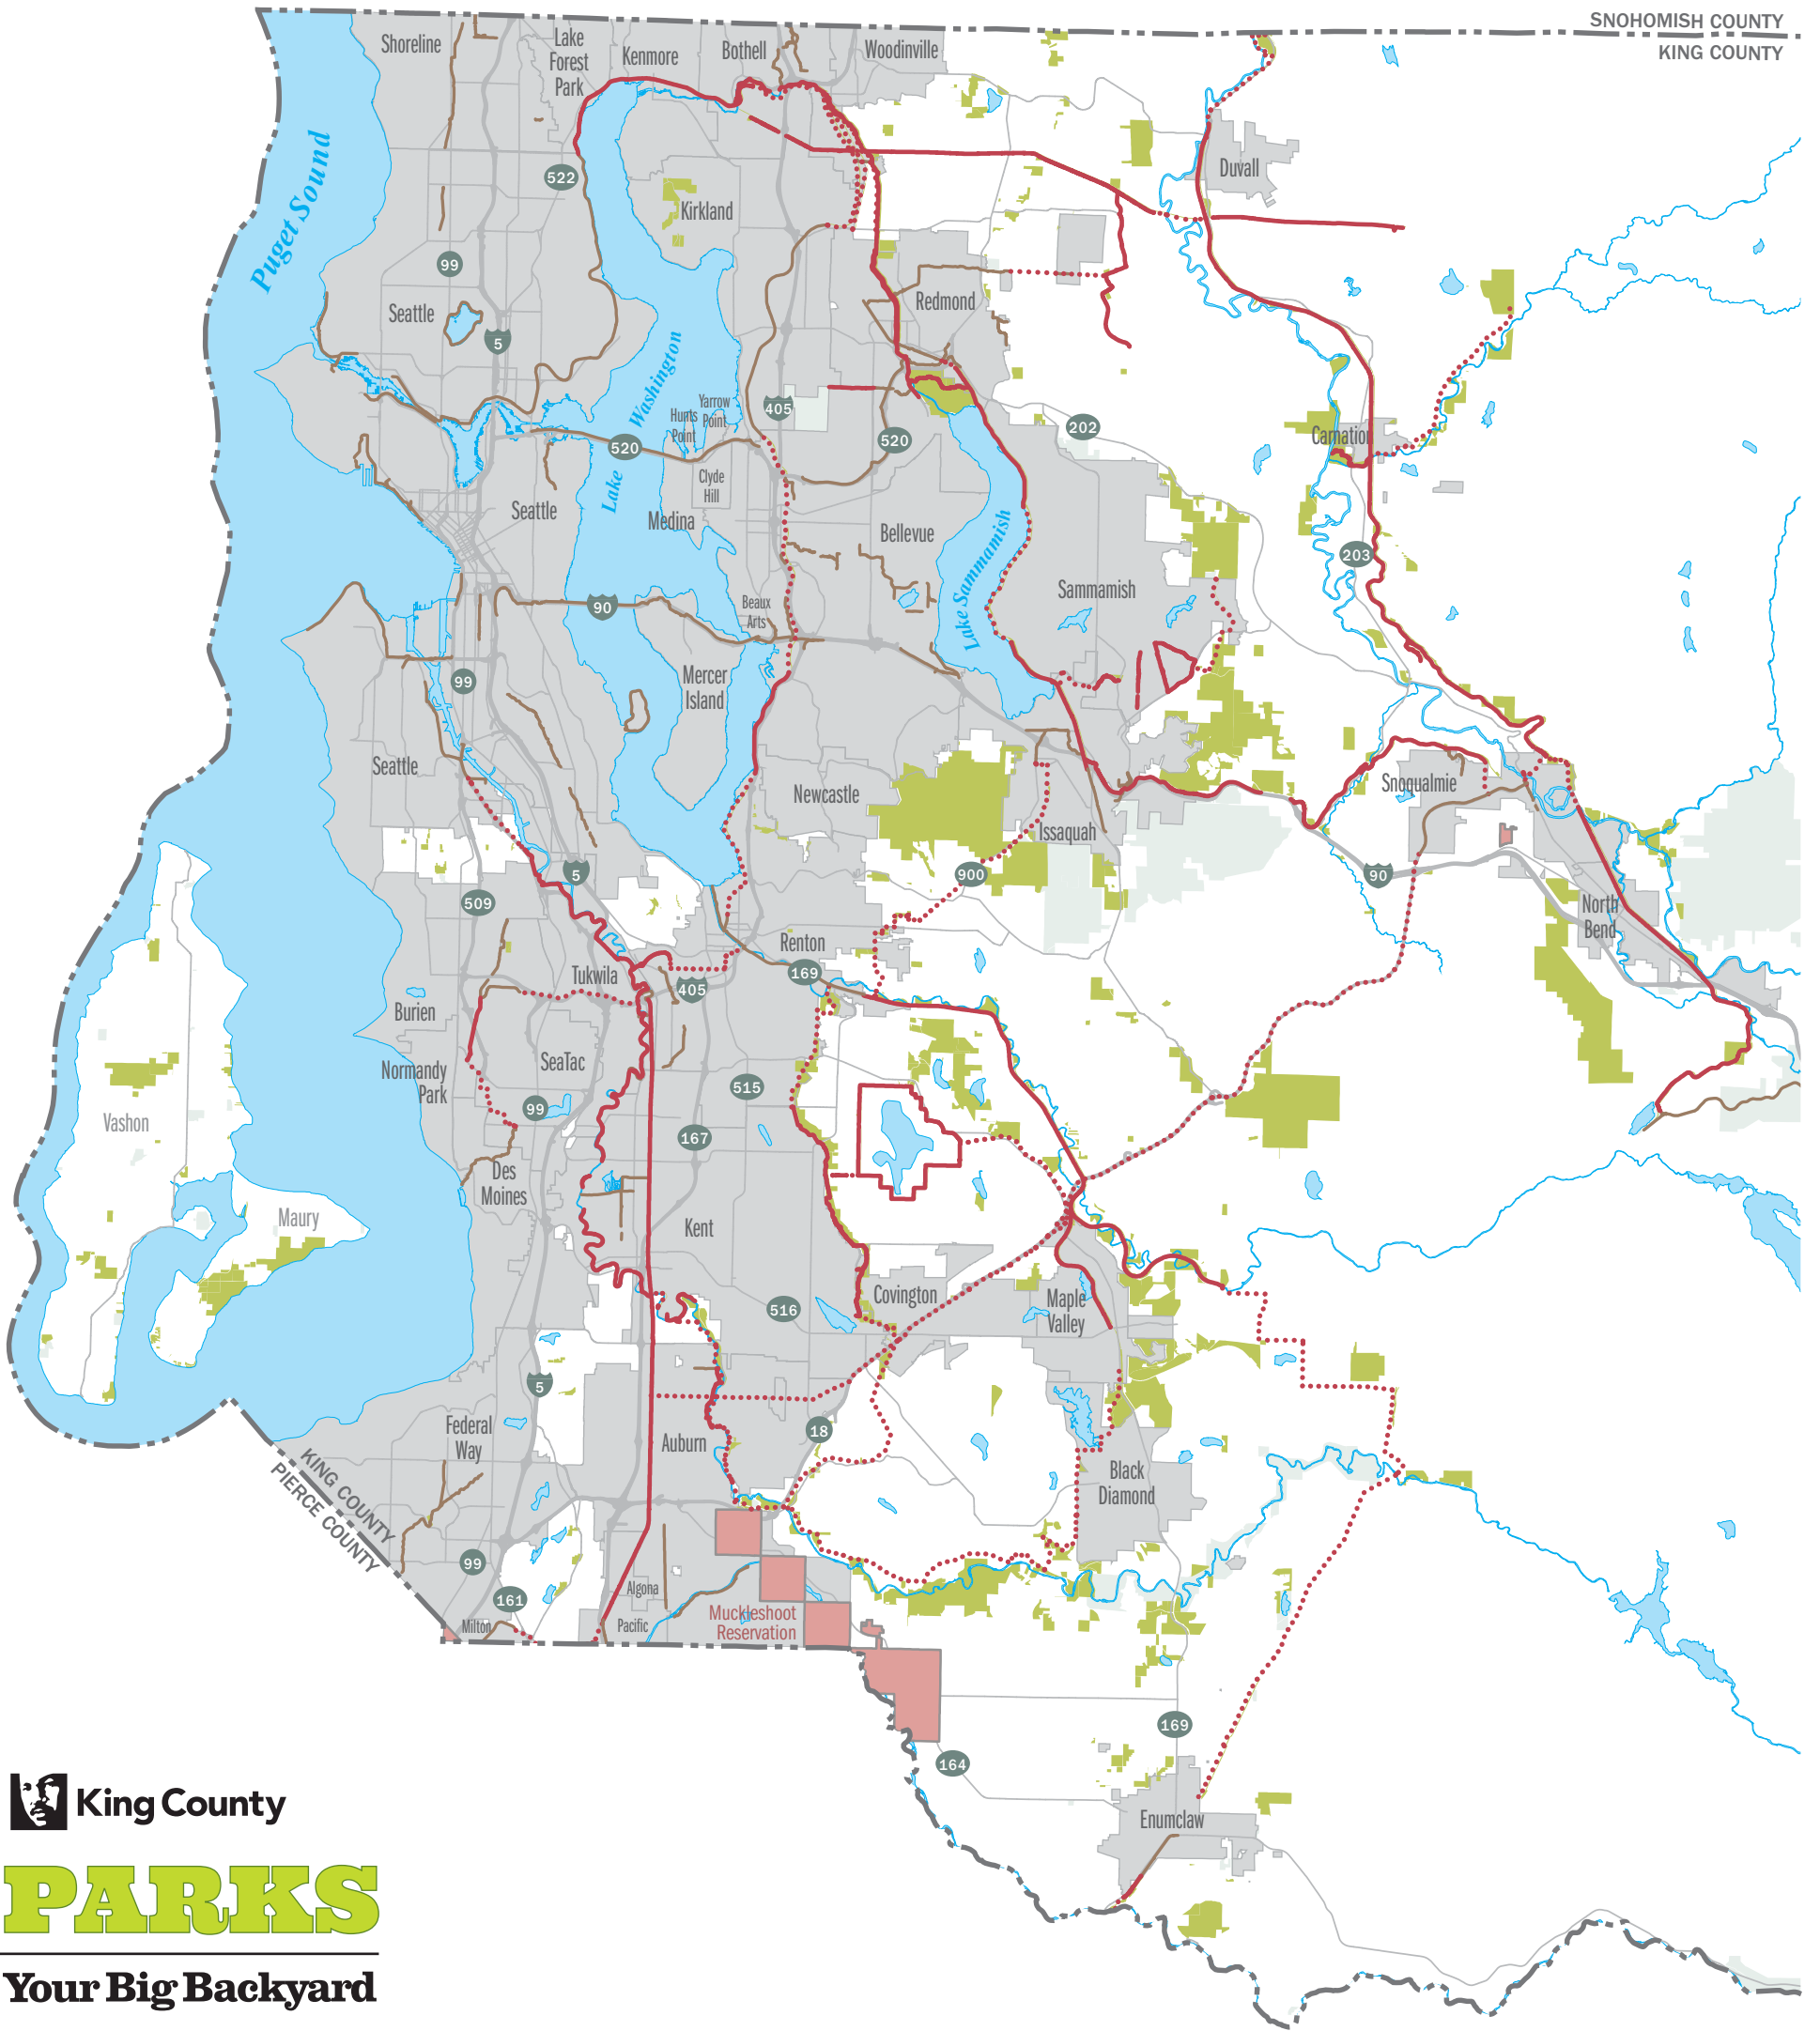 SNOHOMISH COUNTY
KING COUNTY
Shoreline
Lake
Forest
Park
Kenmore
Bothell
Woodinville
Puget Sound
522
Duvall
Kirkland
99
Seattle
5
Redmond
Lake Washington
Hunts
Point
Yarrow
Point
405
520
520
202
Carnation
Clyde
Hill
Seattle
Medina
Bellevue
Lake Sammamish
203
Sammamish
90
Beaux
Arts
99
Mercer
Island
Seattle
Newcastle
Snoqualmie
Issaquah
5
900
90
509
North
Bend
Renton
169
Tukwila
405
Burien
SeaTac
Normandy
Park
515
99
Vashon
167
Des
Moines
Maury
Kent
516
Covington
Maple
Valley
5
Federal
Way
18
Auburn
Black
Diamond
KING COUNTY
PIERCE COUNTY
99
161
Algona
Milton
Pacific
Muckleshoot
Reservation
169
164
Enumclaw
King County
PARKS
Your Big Backyard